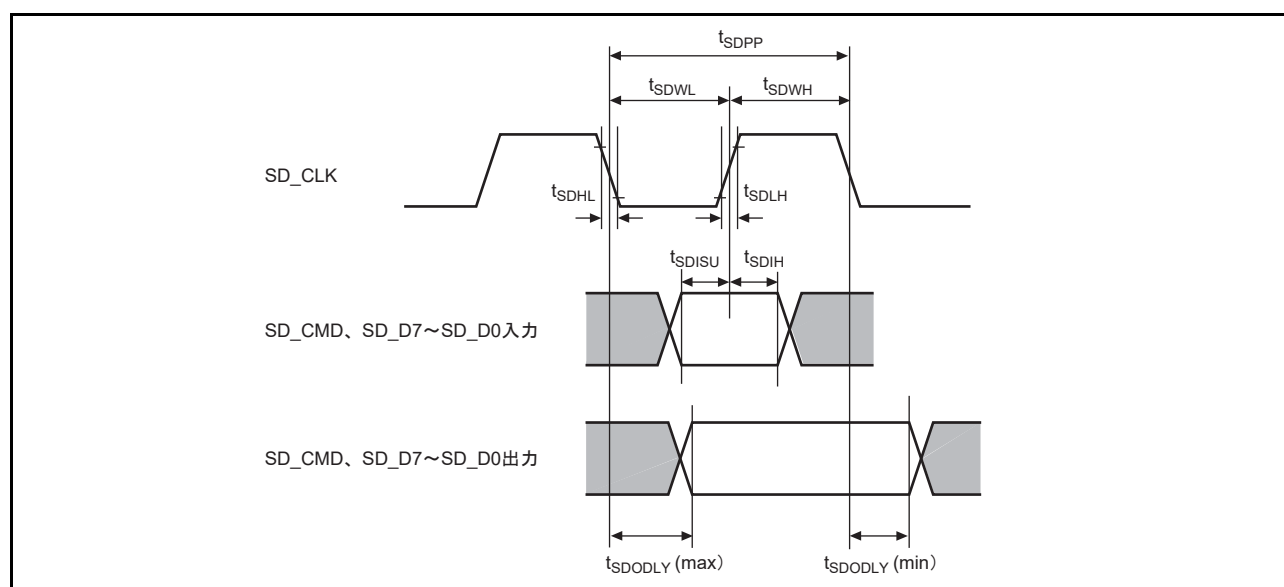 tSDPP
tSDWL tSDWH
SD_CLK
tSDHL tSDLH
tSDISU tSDIH
SD_CMD、SD_D7～SD_D0入力
SD_CMD、SD_D7～SD_D0出力
tSDODLY (max） tSDODLY (min）